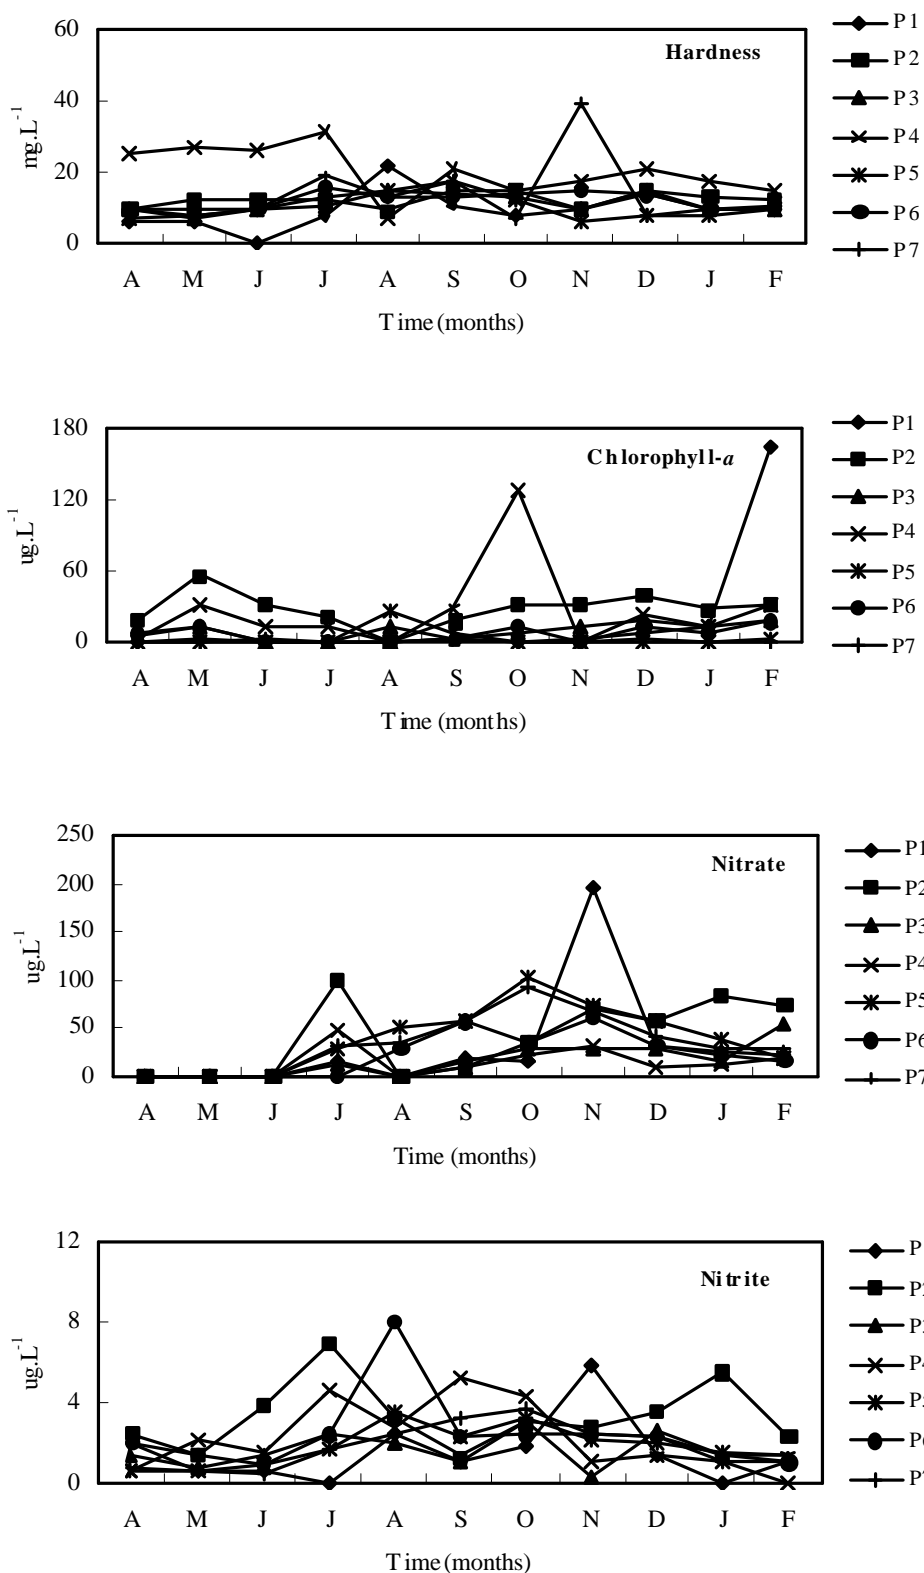 Hardness
mg.L-1
60
40
20
0
A M J J A S O N D J F
Time (months)
P1
P2
P3
P4
P5
P6
P7
Chlorophyll-a
ug.L-1
180
120
60
0
A M J J A S O N D J F
Time (months)
P1
P2
P3
P4
P5
P6
P7
Nitrate
ug.L-1
250
200
150
100
50
0
A M J J A S O N D J F
Time (months)
P1
P2
P3
P4
P5
P6
P7
Nitrite
ug.L-1
12
8
4
0
A M J J A S O N D J F
Time (months)
P